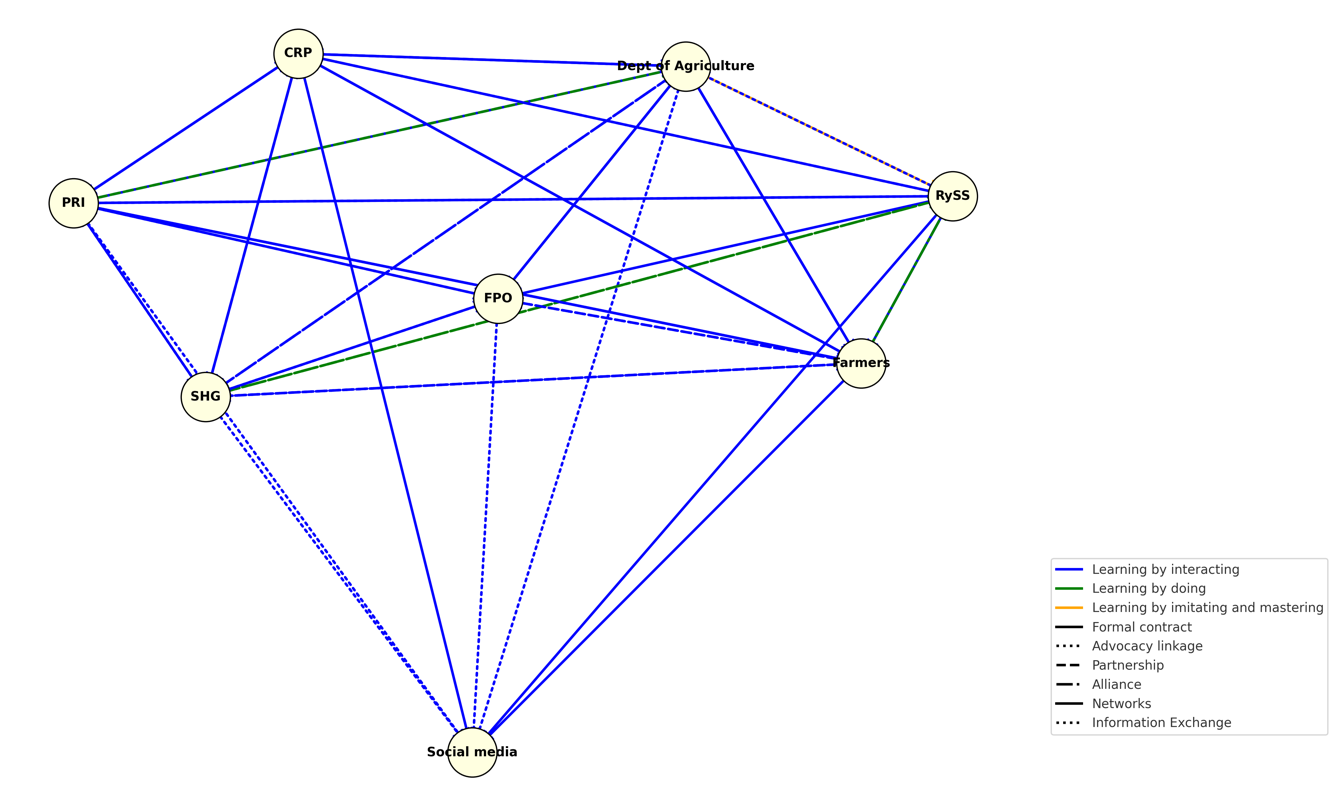 CRP
Dept of Agriculture
PRI
RySS
FPO
Farmers
SHG
Social media
Learning by interacting
Learning by doing
Learning by imitating and mastering
Formal contract
Advocacy linkage
Partnership
Alliance
Networks
Information Exchange